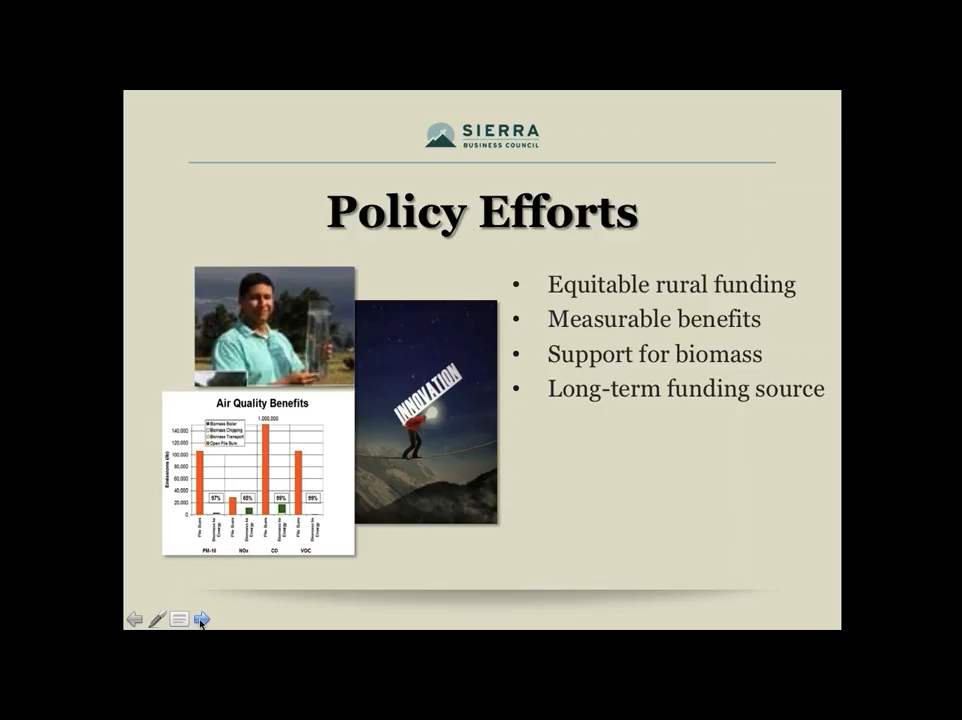 SIERRA
BUSINESS COUNCIL
Policy Efforts
• Equitable rural funding
• Measurable benefits
• Support for biomass
• Long-term funding source
INNOVATION
Air Quality Benefits
1,000,000
Biomass Boiler
Biomass Chipping
Biomass Transport
Open Pile Burn
Emissions (lb)
140,000
120,000
100,000
80,000
60,000
40,000
20,000
0
97%
99%
99%
Pile Burn
Biomass to Energy
Pile Burn
Biomass to Energy
Pile Burn
Biomass to Energy
Pile Burn
Biomass to Energy
PM-10 NOx CO VOC